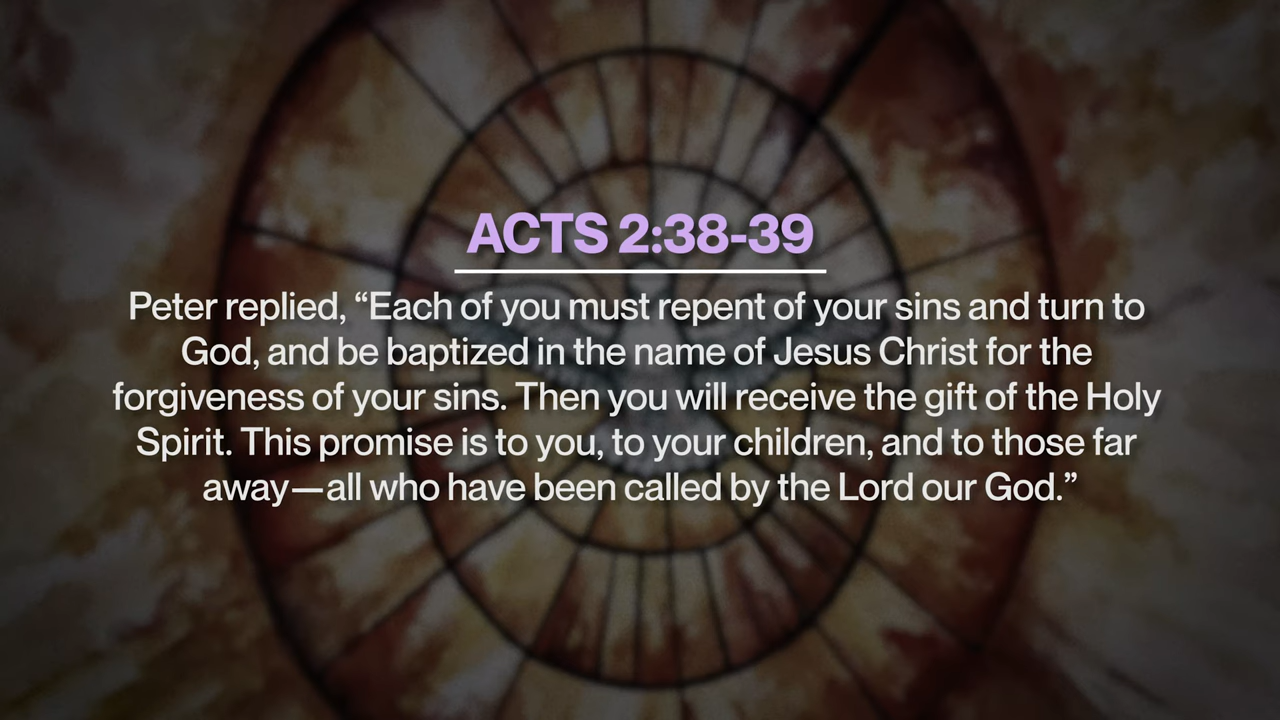 ACTS 2:38-39
Peter replied, “Each of you must repent of your sins and turn to
God, and be baptized in the name of Jesus Christ for the
forgiveness of your sins. Then you will receive the gift of the Holy
Spirit. This promise is to you, to your children, and to those far
away—all who have been called by the Lord our God.”